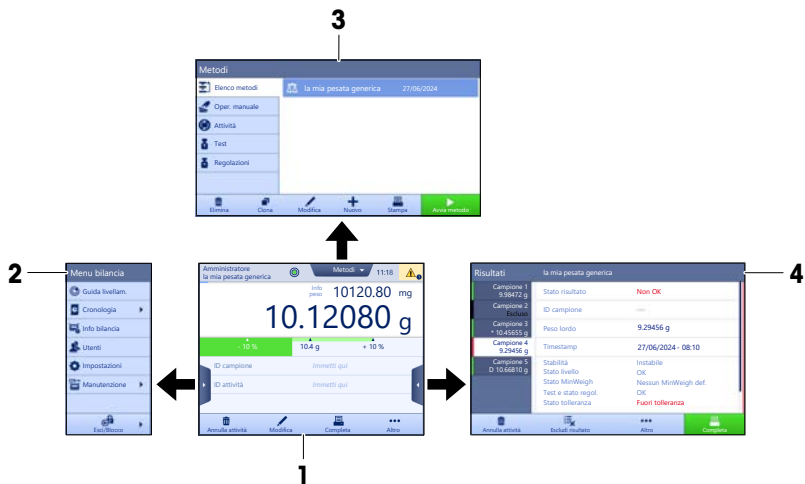 3
Metodi
Elenco metodi
la mia pesata generica 27/06/2024
Oper. manuale
Attività
Test
Regolazioni
Elimina Clona Modifica Nuovo Stampa Avvia metodo
2
Menu bilancia
Guida livellam.
Cronologia
Info bilancia
Utenti
Impostazioni
Manutenzione
Esci/Blocco
Amministratore
la mia pesata generica
Metodi
11:18
Info
peso
10120.80 mg
10.12080 g
- 10 % 10.4 g + 10 %
ID campione Immetti qui
ID attività Immetti qui
Annulla attività Modifica Completa Altro
1
4
Risultati la mia pesata generica
Campione 1
9.98472 g
Campione 2
Escluso
Campione 3
* 10.45655 g
Campione 4
9.29456 g
Campione 5
D 10.66810 g
Stato risultato Non OK
ID campione ---
Peso lordo 9.29456 g
Timestamp 27/06/2024 - 08:10
Stabilità Instabile
Stato livello OK
Stato MinWeigh Nessun MinWeigh def.
Test e stato regol. OK
Stato tolleranza Fuori tolleranza
Annulla attività Escludi risultato Altro Completa